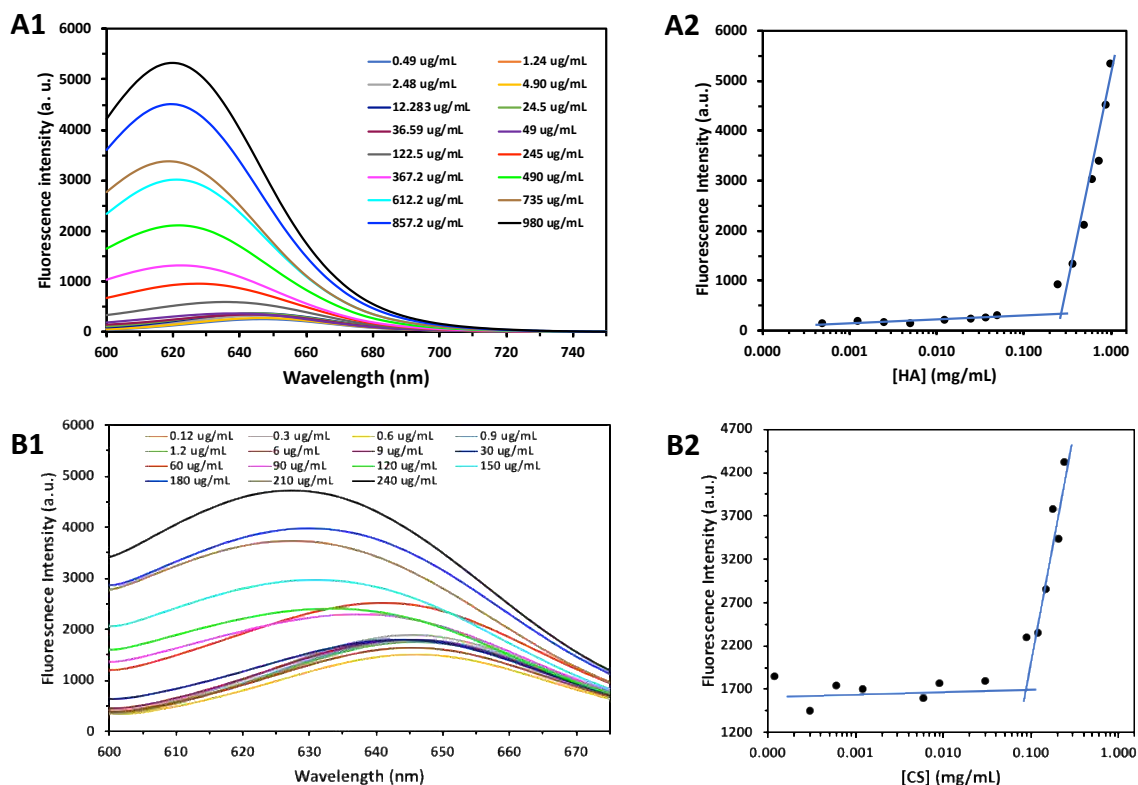 A1
Fluorescence intensity (a. u.)
6000
5000
4000
3000
2000
1000
0
0.49 ug/mL 1.24 ug/mL
2.48 ug/mL 4.90 ug/mL
12.283 ug/mL 24.5 ug/mL
36.59 ug/mL 49 ug/mL
122.5 ug/mL 245 ug/mL
367.2 ug/mL 490 ug/mL
612.2 ug/mL 735 ug/mL
857.2 ug/mL 980 ug/mL
600 620 640 660 680 700 720 740
Wavelength (nm)
A2
Fluorescence Intensity (a.u.)
6000
5000
4000
3000
2000
1000
0
0.000 0.001 0.010 0.100 1.000
[HA] (mg/mL)
B1
Fluorescnece Intensity (a.u.)
6000
5000
4000
3000
2000
1000
0
0.12 ug/mL 0.3 ug/mL 0.6 ug/mL 0.9 ug/mL
1.2 ug/mL 6 ug/mL 9 ug/mL 30 ug/mL
60 ug/mL 90 ug/mL 120 ug/mL 150 ug/mL
180 ug/mL 210 ug/mL 240 ug/mL
600 610 620 630 640 650 660 670
Wavelength (nm)
B2
Fluorescence Intensity (a.u.)
4700
4200
3700
3200
2700
2200
1700
1200
0.000 0.001 0.010 0.100 1.000
[CS] (mg/mL)